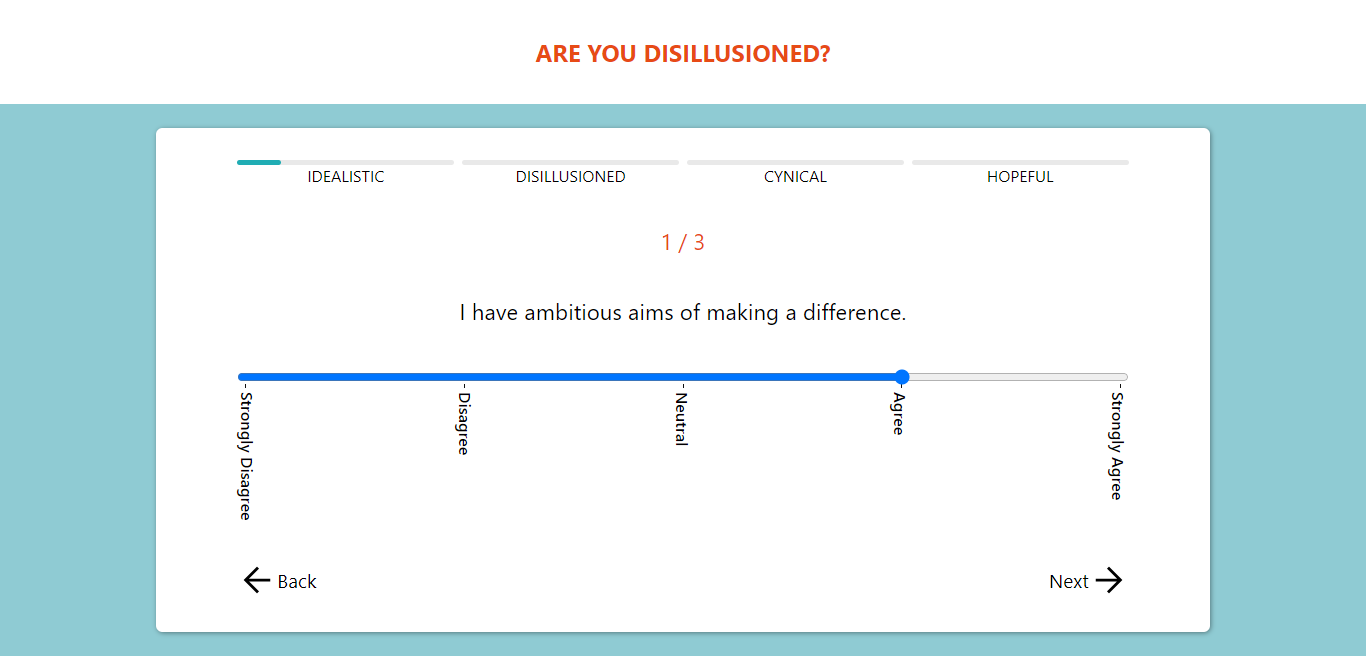 ARE YOU DISILLUSIONED?
IDEALISTIC
DISILLUSIONED
CYNICAL
HOPEFUL
1 / 3
I have ambitious aims of making a difference.
Strongly Disagree
Disagree
Neutral
Agree
Strongly Agree
Back
Next